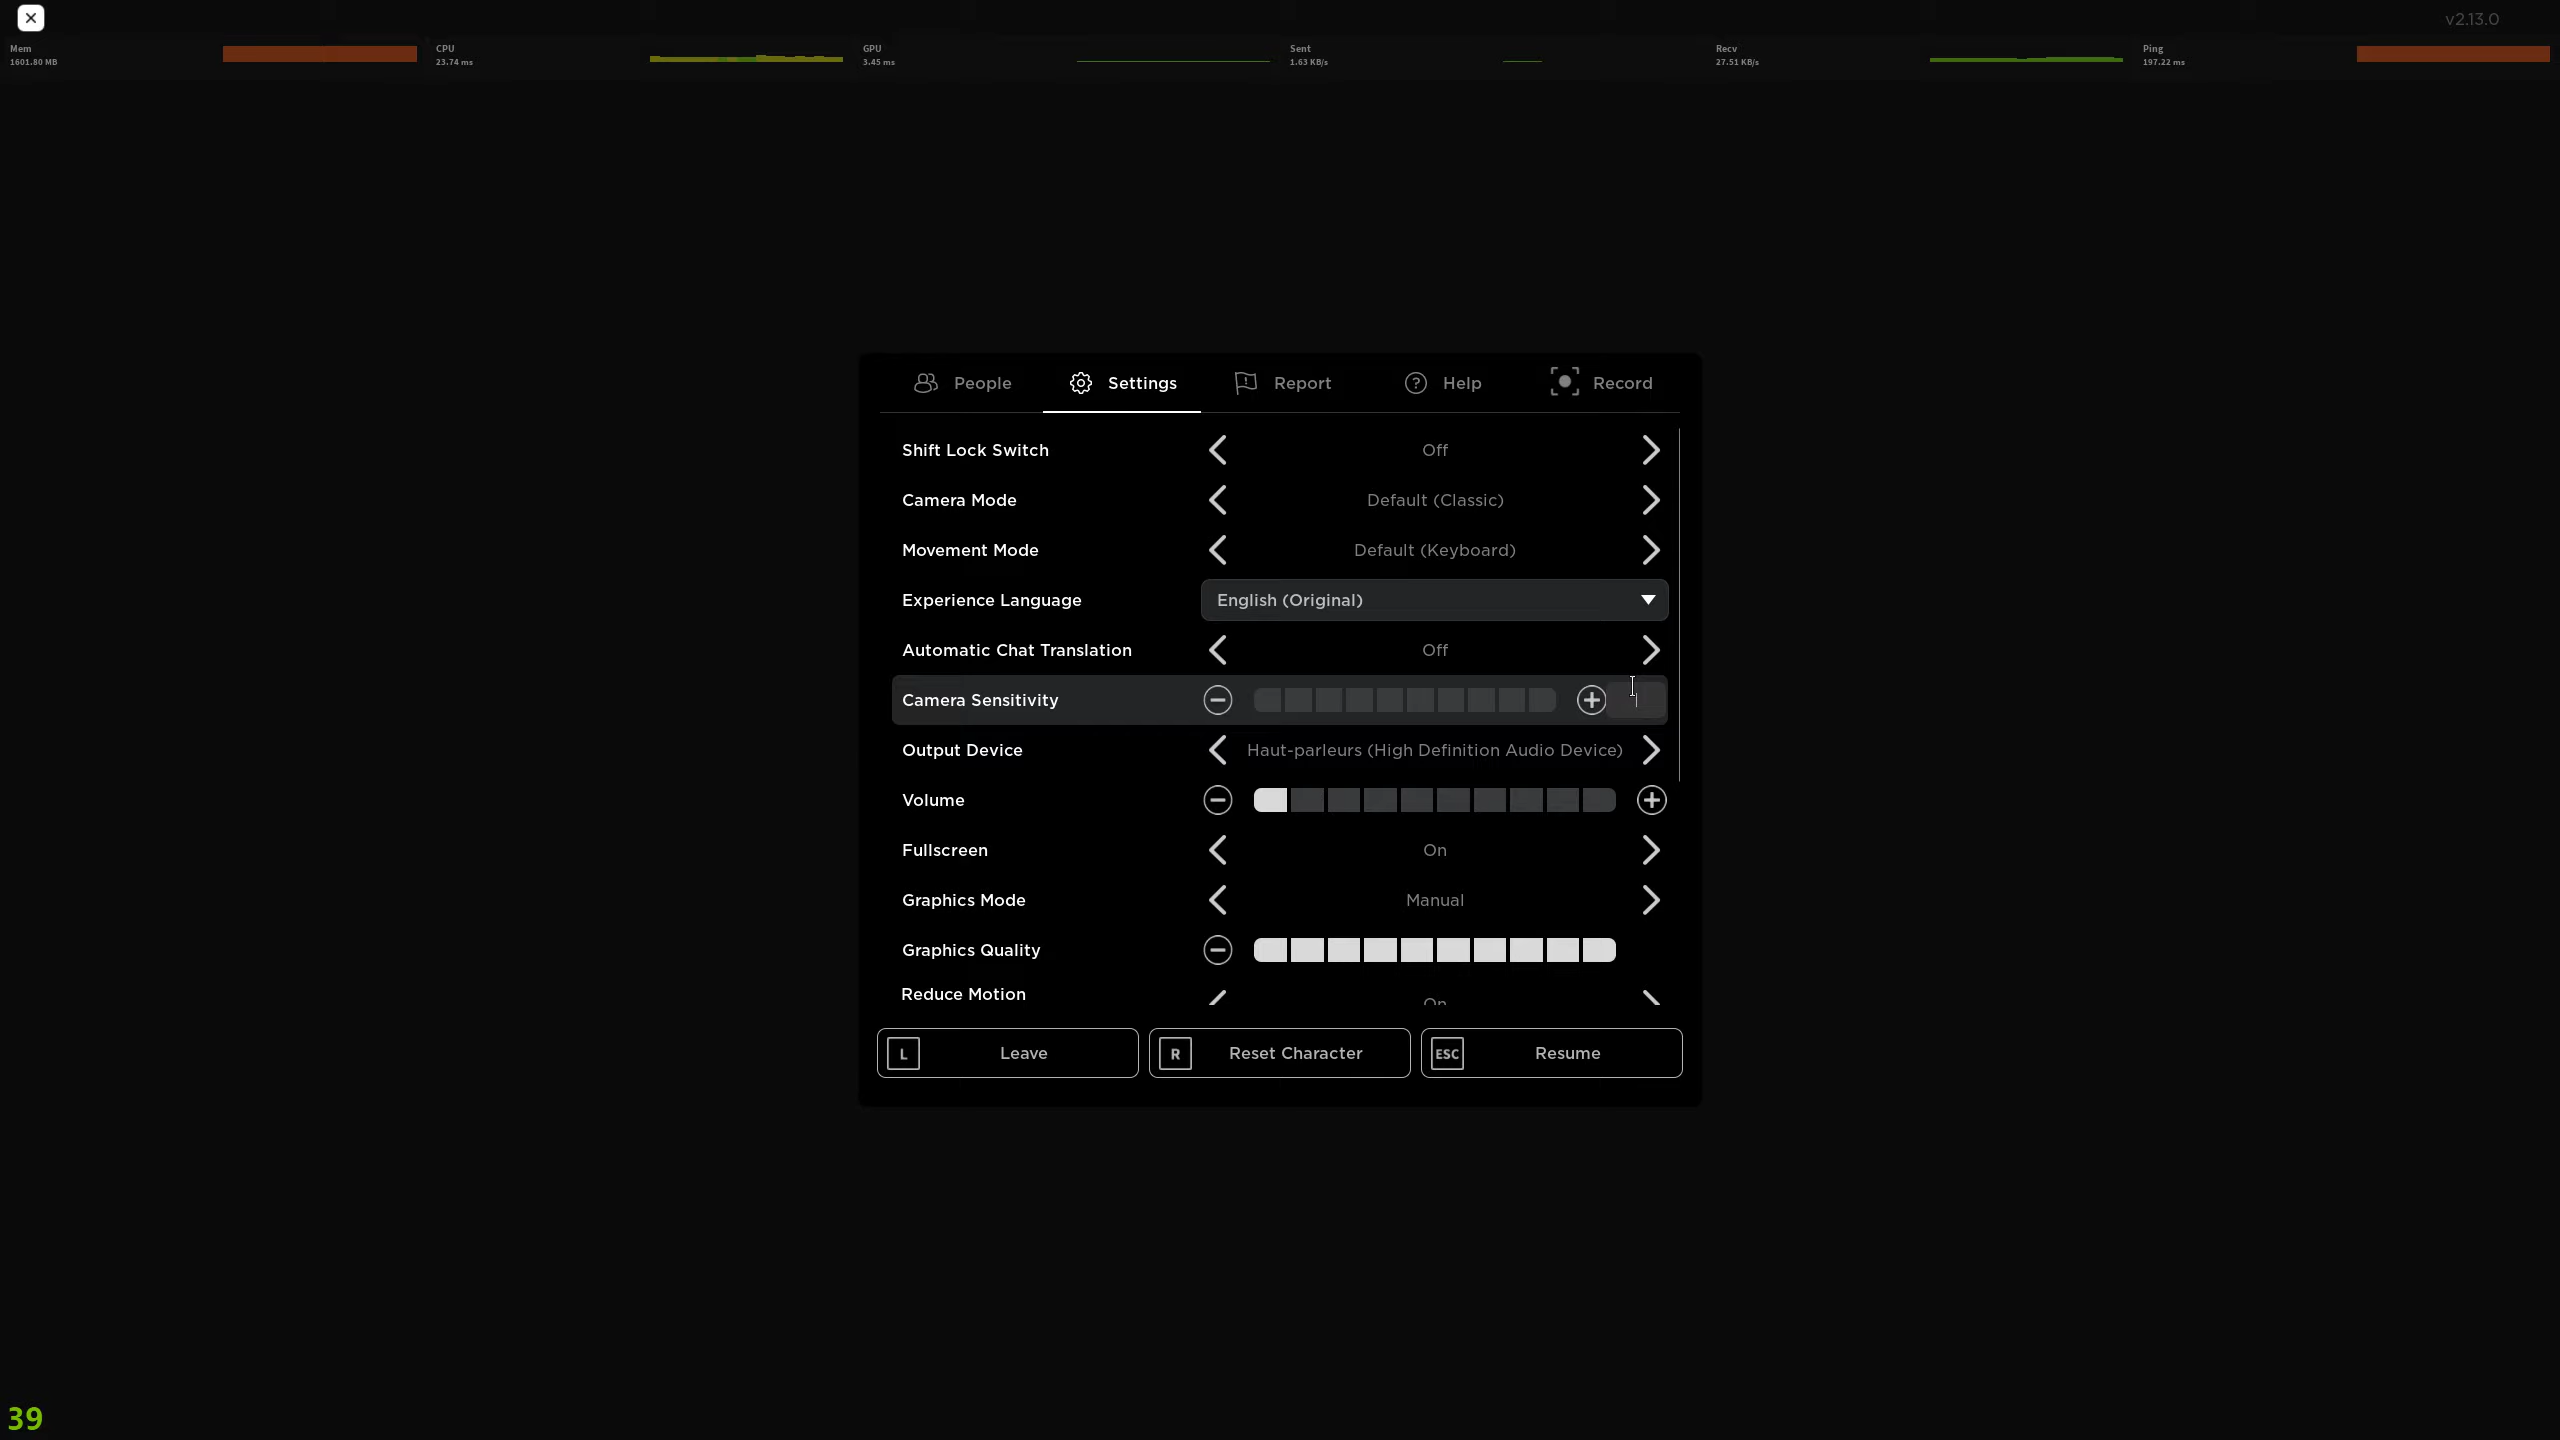 v2.13.0
Mem
1601.80 MB
CPU
23.74 ms
GPU
3.45 ms
Sent
1.63 KB/s
Recv
27.51 KB/s
Ping
197.22 ms
People
Settings
Report
Help
Record
Shift Lock Switch
Off
Camera Mode
Default (Classic)
Movement Mode
Default (Keyboard)
Experience Language
English (Original)
Automatic Chat Translation
Off
Camera Sensitivity
Output Device
Haut-parleurs (High Definition Audio Device)
Volume
Fullscreen
On
Graphics Mode
Manual
Graphics Quality
Reduce Motion
On
L
Leave
R
Reset Character
ESC
Resume
39